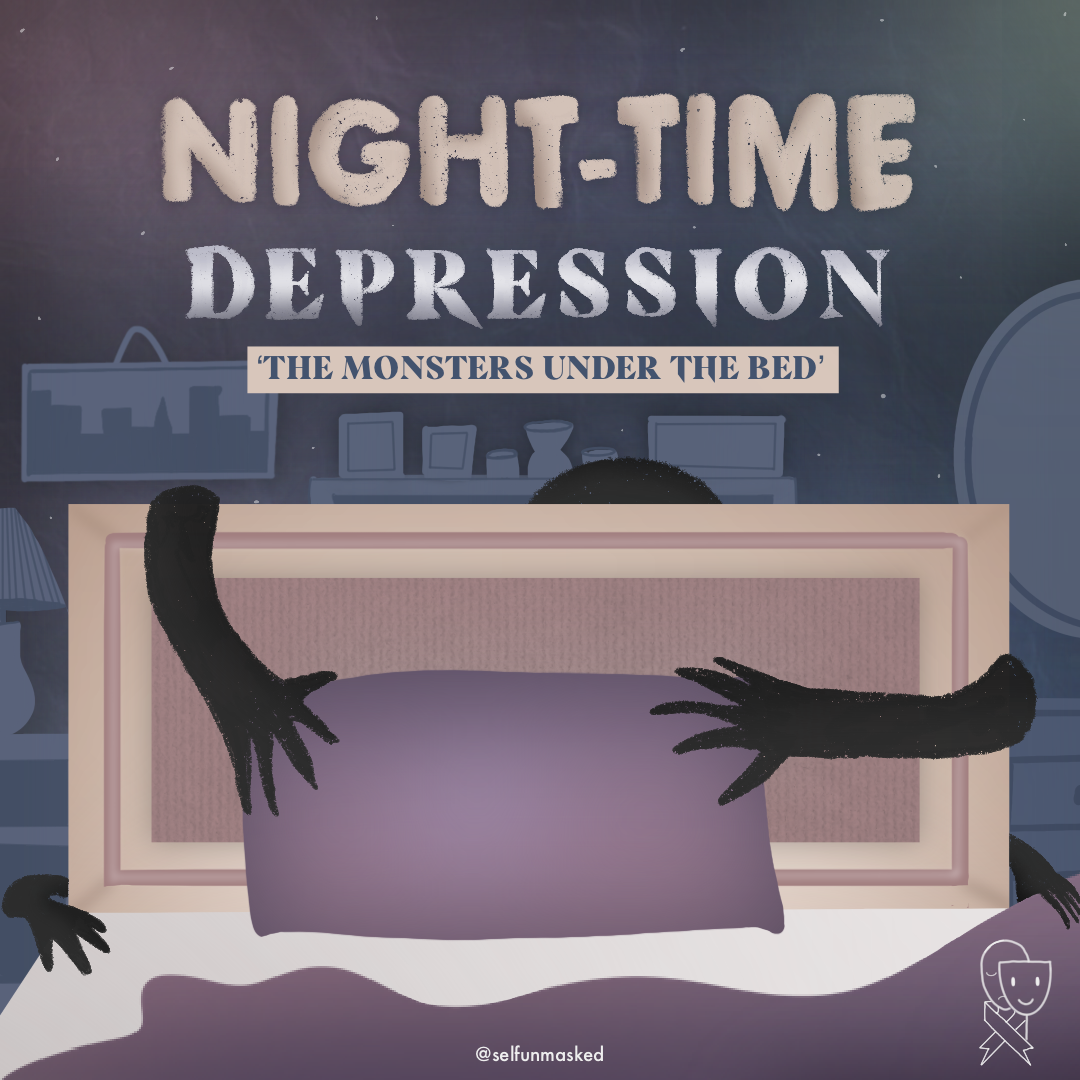 NIGHT-TIME
DEPRESSION
‘THE MONSTERS UNDER THE BED’
@selfunmasked